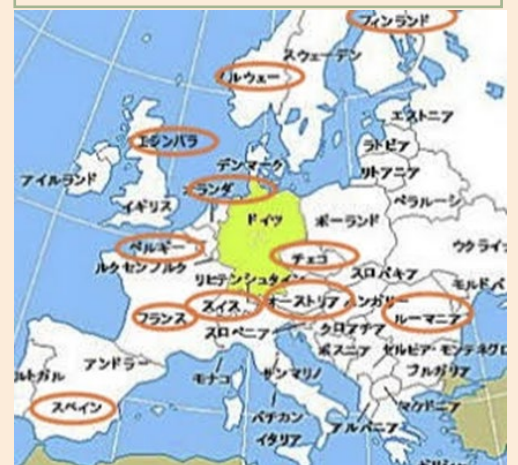 フィンランド
スウェーデン
ルウェー
エストニア
エジンバラ
ラトビア
デンマーク
リトアニア
アイルランド
ランダ
ベラルーシ
イギリス
ドイツ
ポーランド
ベルギー
チェコ
ウクライ
ルクセンブルク
スロバキア
リヒテンシュタイン
モルドバ
スイス
オーストリア
ンガリー
ルーマニア
フランス
スロベニア
クロアチア
ボスニア
セルビア・モンテネグロ
アンドラ
ブルガリア
ルトガル
モナコ
サンマリノ
スペイン
マケドニア
バチカン
アルバニア
イタリア